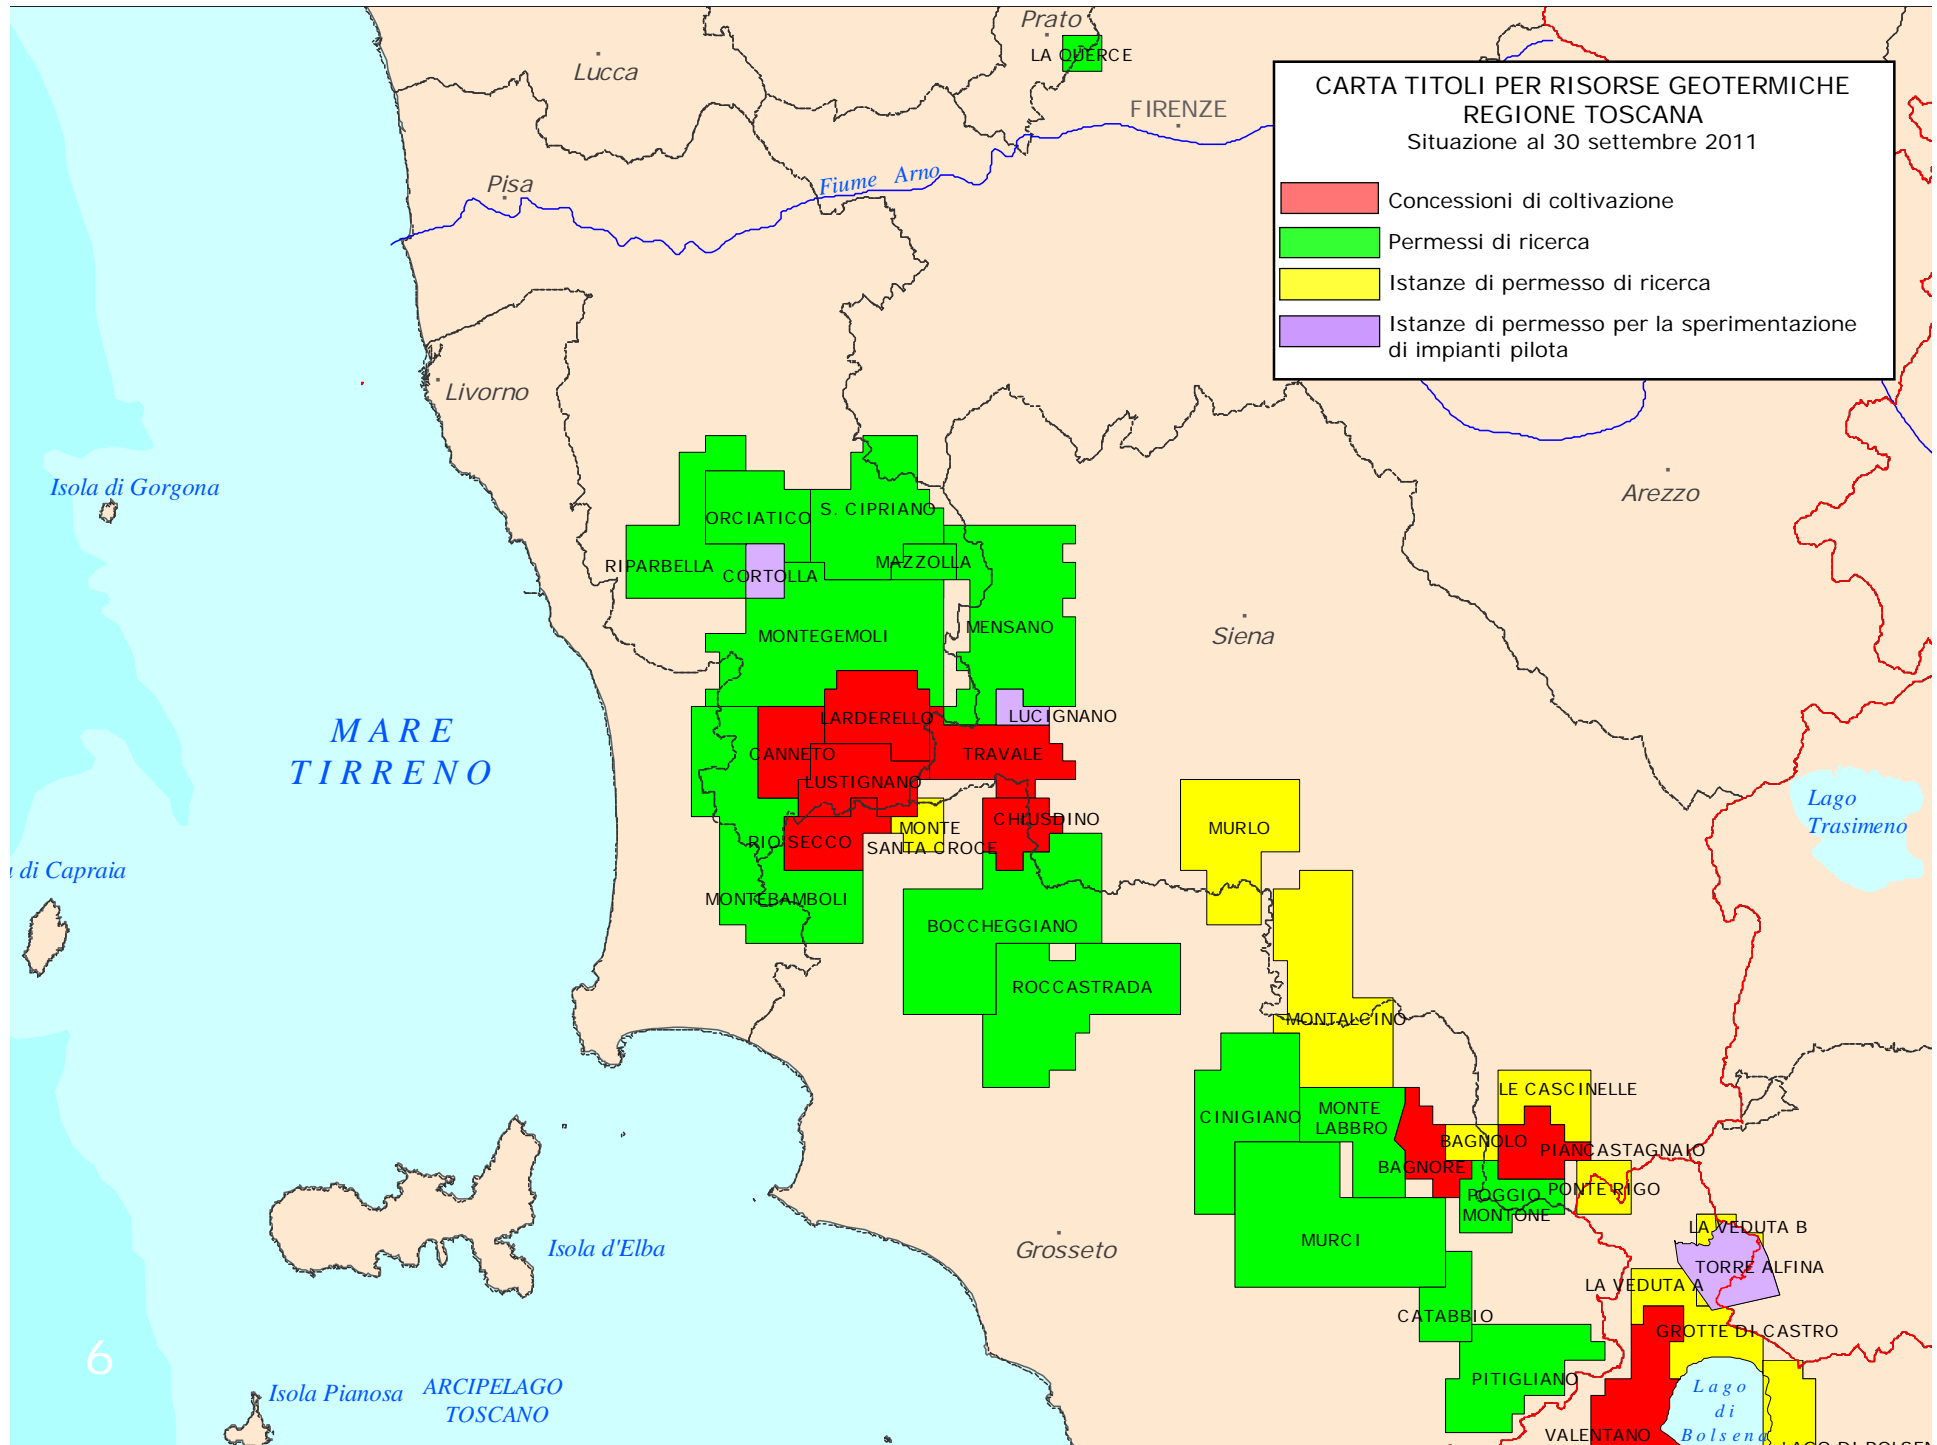 Prato
LA QUERCE
Lucca
FIRENZE
CARTA TITOLI PER RISORSE GEOTERMICHE
REGIONE TOSCANA
Situazione al 30 settembre 2011
Concessioni di coltivazione
Permessi di ricerca
Istanze di permesso di ricerca
Istanze di permesso per la sperimentazione
di impianti pilota
Pisa
Fiume Arno
Livorno
Isola di Gorgona
Arezzo
ORCIATICO
S. CIPRIANO
RIPARBELLA
CORTOLLA
MAZZOLLA
MONTEGEMOLI
MENSANO
Siena
MARE
TIRRENO
LARDERELLO
LUCIGNANO
CANNETO
TRAVALE
LUSTIGNANO
CHIUSDINO
MONTE
SANTA CROCE
RIO SECCO
MURLO
Lago
Trasimeno
di Capraia
MONTEBAMBOLI
BOCCHEGGIANO
ROCCASTRADA
MONTALCINO
LE CASCINELLE
CINIGIANO
MONTE
LABBRO
BAGNOLO
PIANCASTAGNAIO
BAGNORE
POGGIO
MONTONE
PONTE RIGO
Isola d'Elba
Grosseto
MURCI
LA VEDUTA B
TORRE ALFINA
LA VEDUTA A
CATABBIO
GROTTE DI CASTRO
6
Isola Pianosa
ARCIPELAGO
TOSCANO
PITIGLIANO
Lago
di
Bolsena
VALENTANO